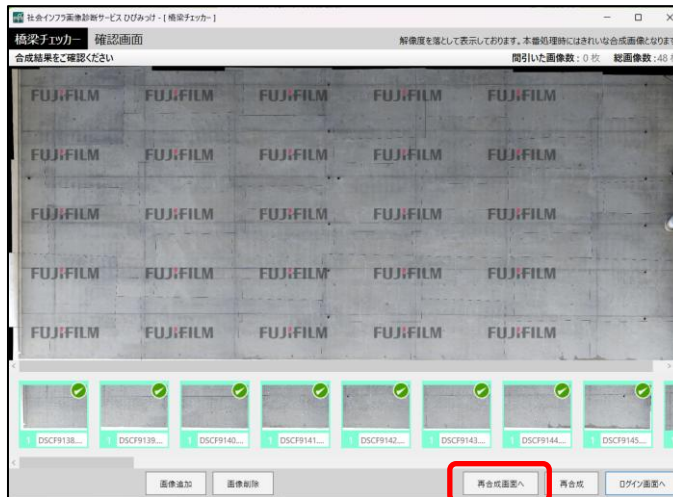 社会インフラ画像診断サービス ひびみっけ - [ 橋梁チェッカー ]
橋梁チェッカー 確認画面 解像度を落として表示しております。本番処理時にはきれいな合成画像となります
合成結果をご確認ください 間引いた画像数 : 0 枚 総画像数 : 48
FUJIFILM FUJIFILM FUJIFILM FUJIFILM FUJIFILM
FUJIFILM FUJIFILM FUJIFILM FUJIFILM FUJIFILM
FUJIFILM FUJIFILM FUJIFILM FUJIFILM FUJIFILM
FUJIFILM FUJIFILM FUJIFILM FUJIFILM FUJIFILM
FUJIFILM FUJIFILM FUJIFILM FUJIFILM FUJIFILM
1 DSCF9138... 1 DSCF9139... 1 DSCF9140... 1 DSCF9141... 1 DSCF9142... 1 DSCF9143... 1 DSCF9144... 1 DSCF9145...
画像追加 画像削除 再合成画面へ 再合成 ログイン画面へ